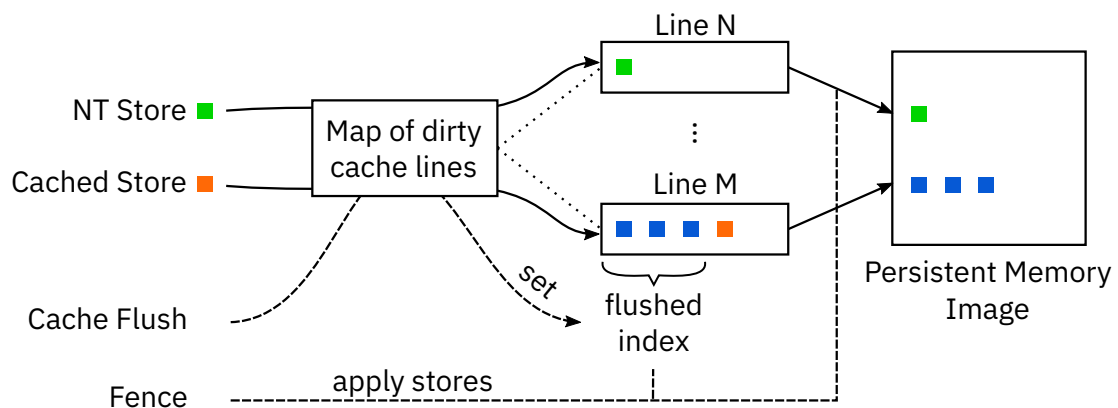 Line N
NT Store
Map of dirty
cache lines
⋮
Cached Store
Line M
set
Persistent Memory
Image
flushed
index
Cache Flush
apply stores
Fence